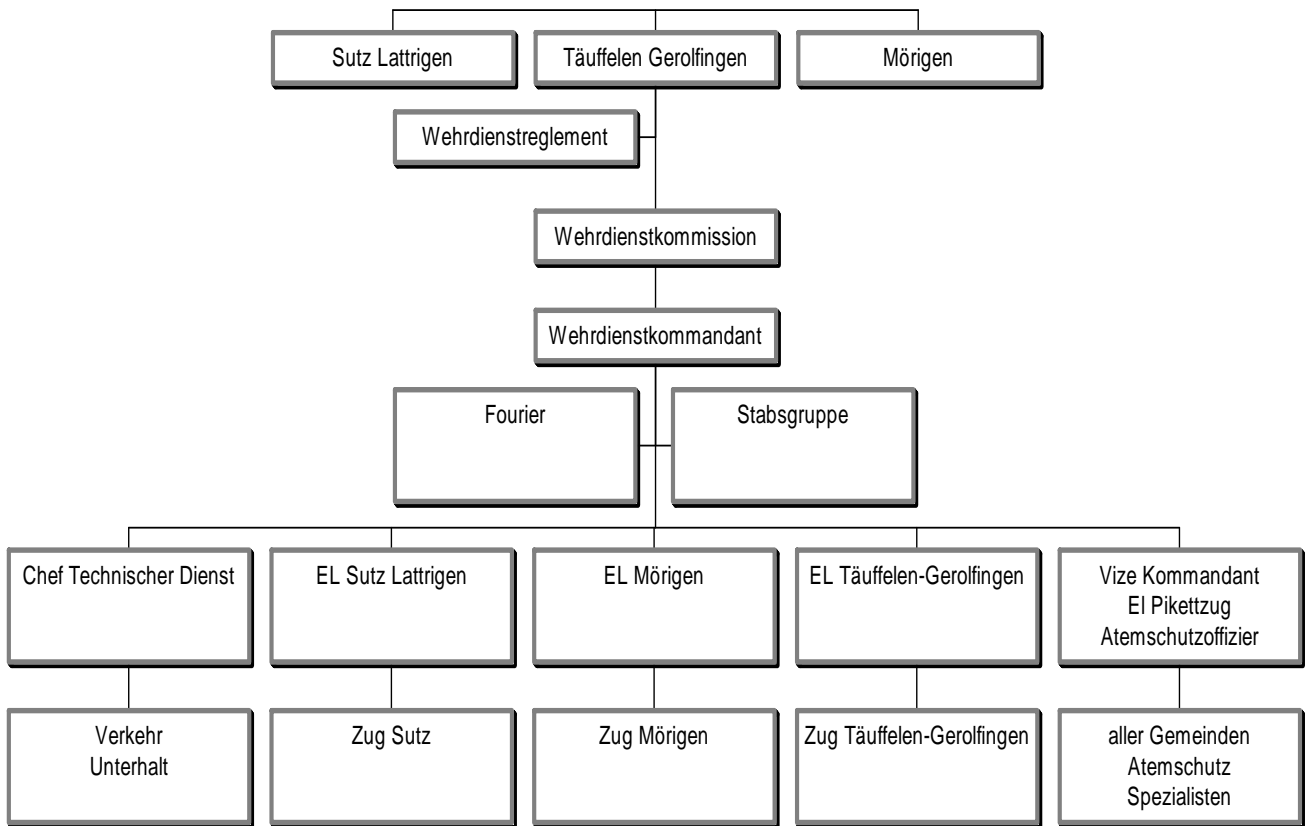 Sutz Lattrigen
Täuffelen Gerolfingen
Mörigen
Wehrdienstreglement
Wehrdienstkommission
Wehrdienstkommandant
Fourier
Stabsgruppe
Chef Technischer Dienst
EL Sutz Lattrigen
EL Mörigen
EL Täuffelen-Gerolfingen
Vize Kommandant
El Pikettzug
Atemschutzoffizier
Verkehr
Unterhalt
Zug Sutz
Zug Mörigen
Zug Täuffelen-Gerolfingen
aller Gemeinden
Atemschutz
Spezialisten